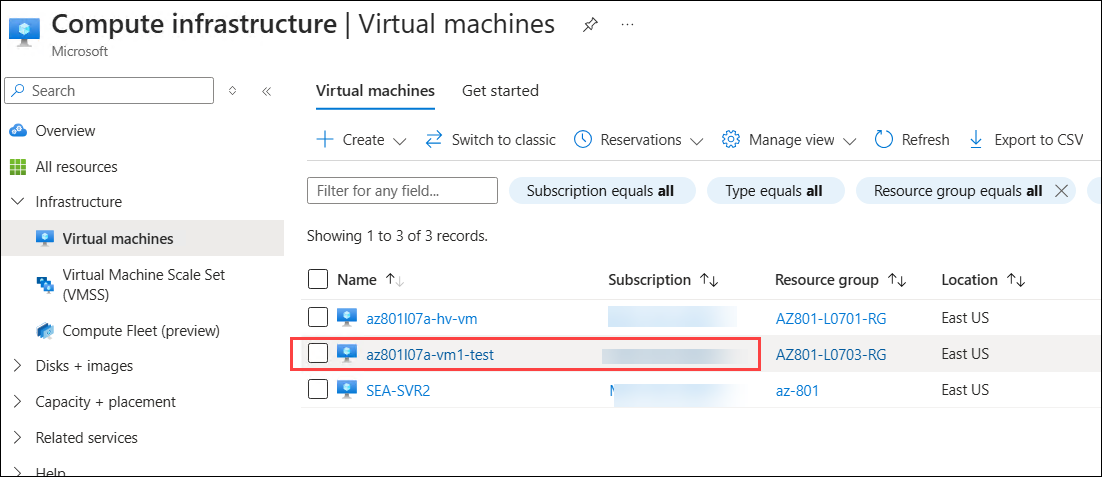 Compute infrastructure | Virtual machines ...
Microsoft
Search
Overview
All resources
Infrastructure
Virtual machines
Virtual Machine Scale Set
(VMSS)
Compute Fleet (preview)
Disks + images
Capacity + placement
Related services
Help
Virtual machines Get started
Create Switch to classic Reservations Manage view Refresh Export to CSV
Filter for any field... Subscription equals all Type equals all Resource group equals all
Showing 1 to 3 of 3 records.
Name Subscription Resource group Location
az801l07a-hv-vm AZ801-L0701-RG East US
az801l07a-vm1-test AZ801-L0703-RG East US
SEA-SVR2 az-801 East US